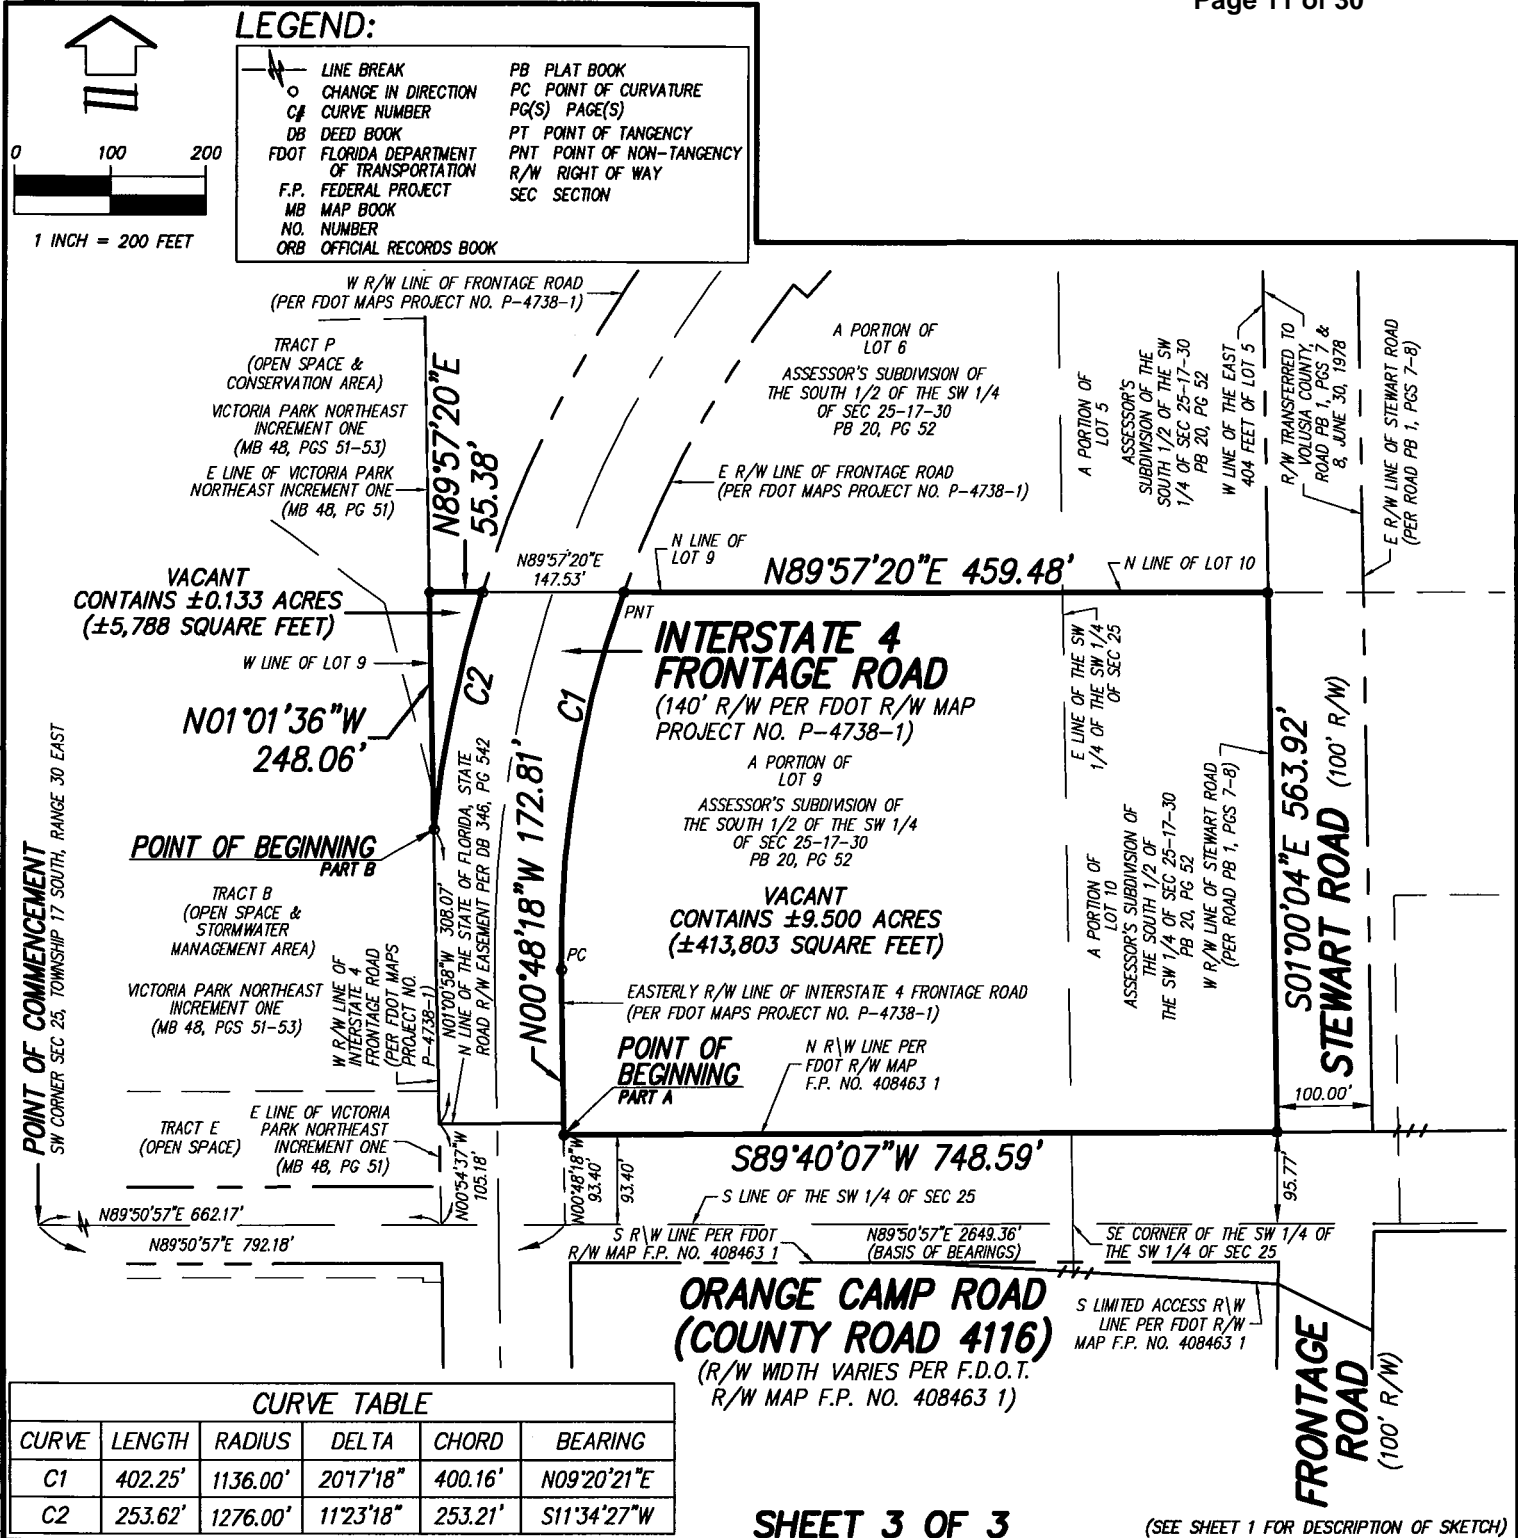 Page 11 of 30
LEGEND:
LINE BREAK
CHANGE IN DIRECTION
C# CURVE NUMBER
DB DEED BOOK
FDOT FLORIDA DEPARTMENT
OF TRANSPORTATION
F.P. FEDERAL PROJECT
MB MAP BOOK
NO. NUMBER
ORB OFFICIAL RECORDS BOOK
PB PLAT BOOK
PC POINT OF CURVATURE
PG(S) PAGE(S)
PT POINT OF TANGENCY
PNT POINT OF NON-TANGENCY
R/W RIGHT OF WAY
SEC SECTION
0 100 200
1 INCH = 200 FEET
W R/W LINE OF FRONTAGE ROAD
(PER FDOT MAPS PROJECT NO. P-4738-1)
TRACT P
(OPEN SPACE &
CONSERVATION AREA)
VICTORIA PARK NORTHEAST
INCREMENT ONE
(MB 48, PGS 51-53)
E LINE OF VICTORIA PARK
NORTHEAST INCREMENT ONE
(MB 48, PG 51)
N89°57'20"E
55.38'
A PORTION OF
LOT 6
ASSESSOR'S SUBDIVISION OF
THE SOUTH 1/2 OF THE SW 1/4
OF SEC 25-17-30
PB 20, PG 52
E R/W LINE OF FRONTAGE ROAD
(PER FDOT MAPS PROJECT NO. P-4738-1)
A PORTION OF
LOT 5
ASSESSOR'S
SUBDIVISION OF THE
SOUTH 1/2 OF THE SW
1/4 OF SEC 25-17-30
PB 20, PG 52
W LINE OF THE EAST
404 FEET OF LOT 5
R/W TRANSFERRED TO
VOLUSIA COUNTY,
ROAD PB 1, PGS 7 &
8, JUNE 30, 1978
E R/W LINE OF STEWART ROAD
(PER ROAD PB 1, PGS 7-8)
N89°57'20"E
147.53'
N LINE OF
LOT 9
N89°57'20"E 459.48'
N LINE OF LOT 10
VACANT
CONTAINS ±0.133 ACRES
(±5,788 SQUARE FEET)
W LINE OF LOT 9
N01°01'36"W
248.06'
C2
C1
PNT
INTERSTATE 4
FRONTAGE ROAD
(140' R/W PER FDOT R/W MAP
PROJECT NO. P-4738-1)
A PORTION OF
LOT 9
ASSESSOR'S SUBDIVISION OF
THE SOUTH 1/2 OF THE SW 1/4
OF SEC 25-17-30
PB 20, PG 52
VACANT
CONTAINS ±9.500 ACRES
(±413,803 SQUARE FEET)
E LINE OF THE SW
1/4 OF THE SW 1/4
OF SEC 25
A PORTION OF
LOT 10
ASSESSOR'S SUBDIVISION OF
THE SOUTH 1/2 OF
THE SW 1/4 OF SEC 25-17-30
PB 20, PG 52
W R/W LINE OF STEWART ROAD
(PER ROAD PB 1, PGS 7-8)
S01°00'04"E 563.92'
STEWART ROAD (100' R/W)
POINT OF BEGINNING
PART B
POINT OF COMMENCEMENT
SW CORNER SEC 25, TOWNSHIP 17 SOUTH, RANGE 30 EAST
TRACT B
(OPEN SPACE &
STORMWATER
MANAGEMENT AREA)
VICTORIA PARK NORTHEAST
INCREMENT ONE
(MB 48, PGS 51-53)
W R/W LINE OF
INTERSTATE 4
FRONTAGE ROAD
(PER FDOT MAPS
PROJECT NO.
P-4738-1)
N01°00'58"W 308.07'
N LINE OF THE STATE OF FLORIDA, STATE
ROAD R/W EASEMENT PER DB 346, PG 542
N00°48'18"W 172.81'
PC
EASTERLY R/W LINE OF INTERSTATE 4 FRONTAGE ROAD
(PER FDOT MAPS PROJECT NO. P-4738-1)
POINT OF
BEGINNING
PART A
N R\W LINE PER
FDOT R/W MAP
F.P. NO. 408463 1
100.00'
TRACT E
(OPEN SPACE)
E LINE OF VICTORIA
PARK NORTHEAST
INCREMENT ONE
(MB 48, PG 51)
N00°54'37"W
105.18'
N00°48'18"W
93.40'
93.40'
S89°40'07"W 748.59'
95.77'
S LINE OF THE SW 1/4 OF SEC 25
N89°50'57"E 662.17'
N89°50'57"E 792.18'
S R\W LINE PER FDOT
R/W MAP F.P. NO. 408463 1
N89°50'57"E 2649.36'
(BASIS OF BEARINGS)
SE CORNER OF THE SW 1/4 OF
THE SW 1/4 OF SEC 25
ORANGE CAMP ROAD
(COUNTY ROAD 4116)
(R/W WIDTH VARIES PER F.D.O.T.
R/W MAP F.P. NO. 408463 1)
S LIMITED ACCESS R\W
LINE PER FDOT R/W
MAP F.P. NO. 408463 1
FRONTAGE
ROAD
(100' R/W)
CURVE TABLE
CURVE LENGTH RADIUS DELTA CHORD BEARING
C1 402.25' 1136.00' 20°17'18" 400.16' N09°20'21"E
C2 253.62' 1276.00' 11°23'18" 253.21' S11°34'27"W
SHEET 3 OF 3
(SEE SHEET 1 FOR DESCRIPTION OF SKETCH)